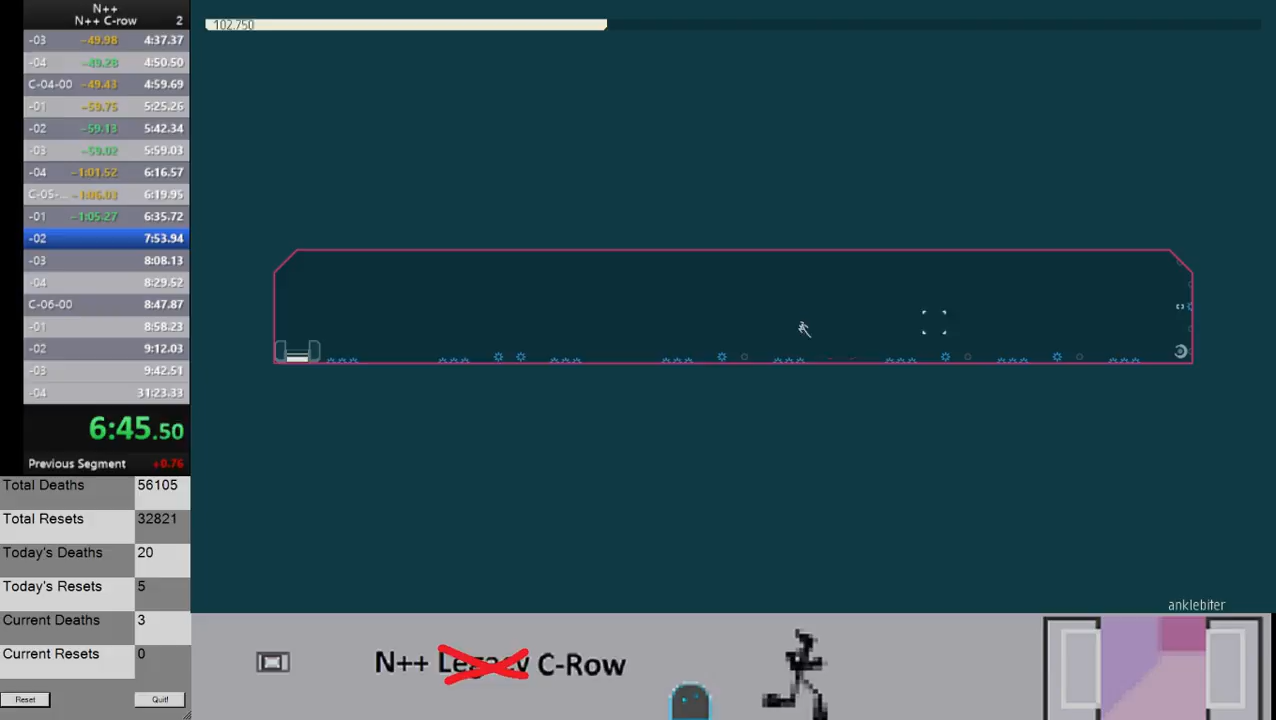 N++
N++ C-row 2
-03 -49.98 4:37.37
-04 -49.28 4:50.50
C-04-00 -49.43 4:59.69
-01 -59.75 5:25.26
-02 -59.13 5:42.34
-03 -59.02 5:59.03
-04 -1:01.52 6:16.57
C-05-... -1:06.03 6:19.95
-01 -1:05.27 6:35.72
-02 7:53.94
-03 8:08.13
-04 8:29.52
C-06-00 8:47.87
-01 8:58.23
-02 9:12.03
-03 9:42.51
-04 31:23.33
6:45.50
Previous Segment +0.76
Total Deaths 56105
Total Resets 32821
Today's Deaths 20
Today's Resets 5
Current Deaths 3
Current Resets 0
Reset Quit!
102.750
anklebiter
N++ Legacy C-Row